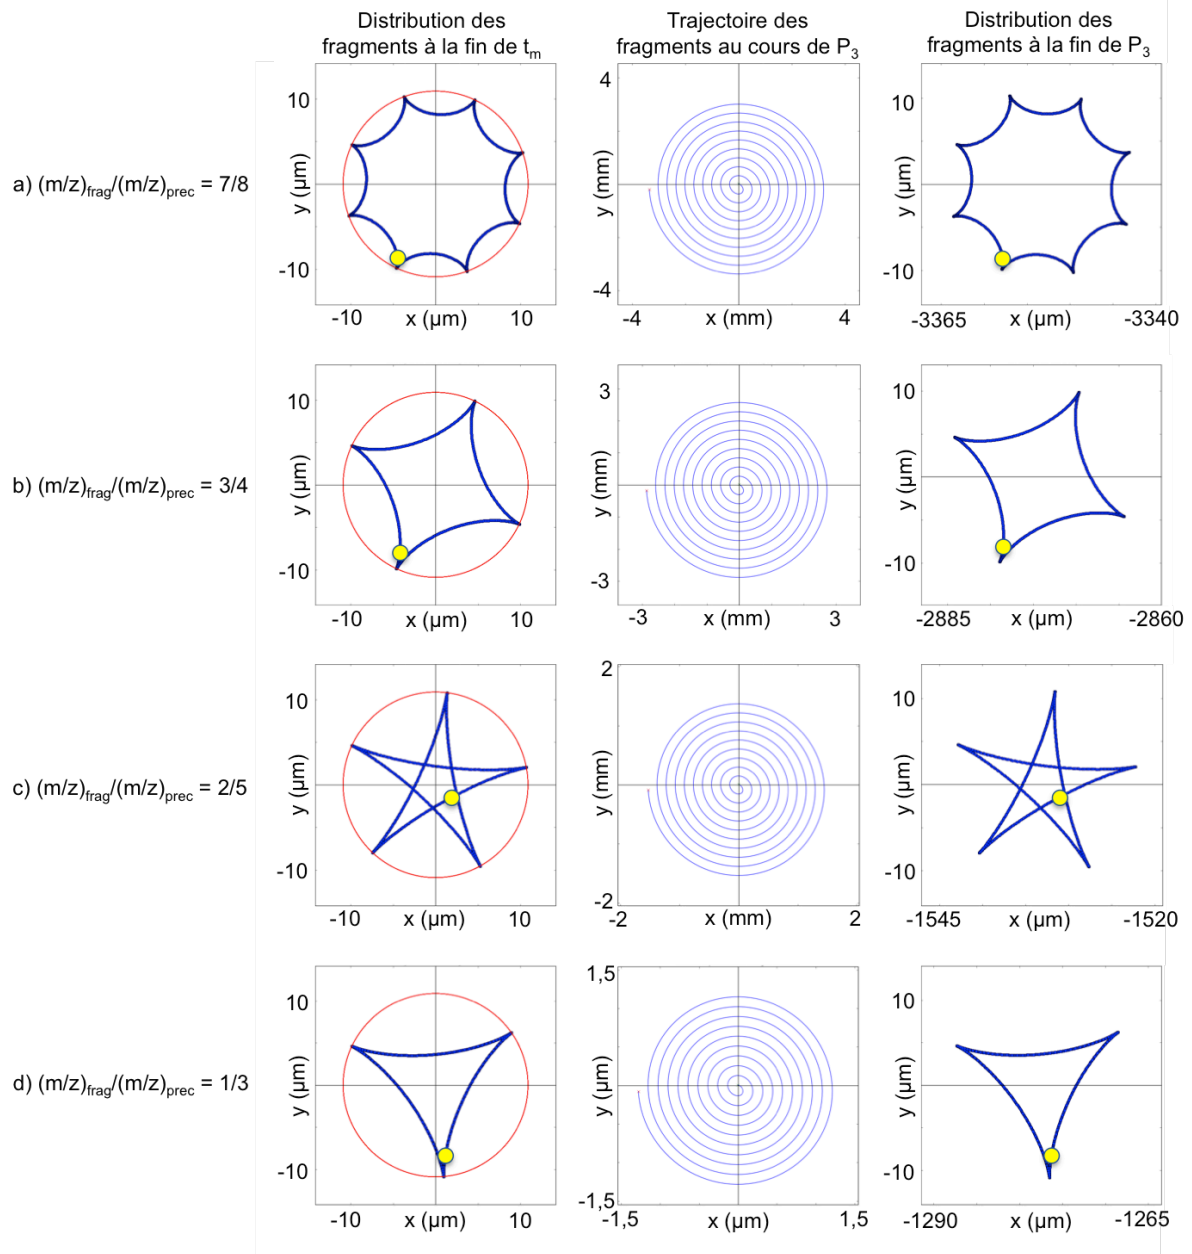 Distribution des
fragments à la fin de tm
Trajectoire des
fragments au cours de P3
Distribution des
fragments à la fin de P3
a) (m/z)frag/(m/z)prec = 7/8
10
-10
y (µm)
-10 x (µm) 10
4
-4
y (mm)
-4 x (mm) 4
10
-10
y (µm)
-3365 x (µm) -3340
b) (m/z)frag/(m/z)prec = 3/4
10
-10
y (µm)
-10 x (µm) 10
3
-3
y (mm)
-3 x (mm) 3
10
-10
y (µm)
-2885 x (µm) -2860
c) (m/z)frag/(m/z)prec = 2/5
10
-10
y (µm)
-10 x (µm) 10
2
-2
y (mm)
-2 x (mm) 2
10
-10
y (µm)
-1545 x (µm) -1520
d) (m/z)frag/(m/z)prec = 1/3
10
-10
y (µm)
-10 x (µm) 10
1,5
-1,5
y (µm)
-1,5 x (µm) 1,5
10
-10
y (µm)
-1290 x (µm) -1265